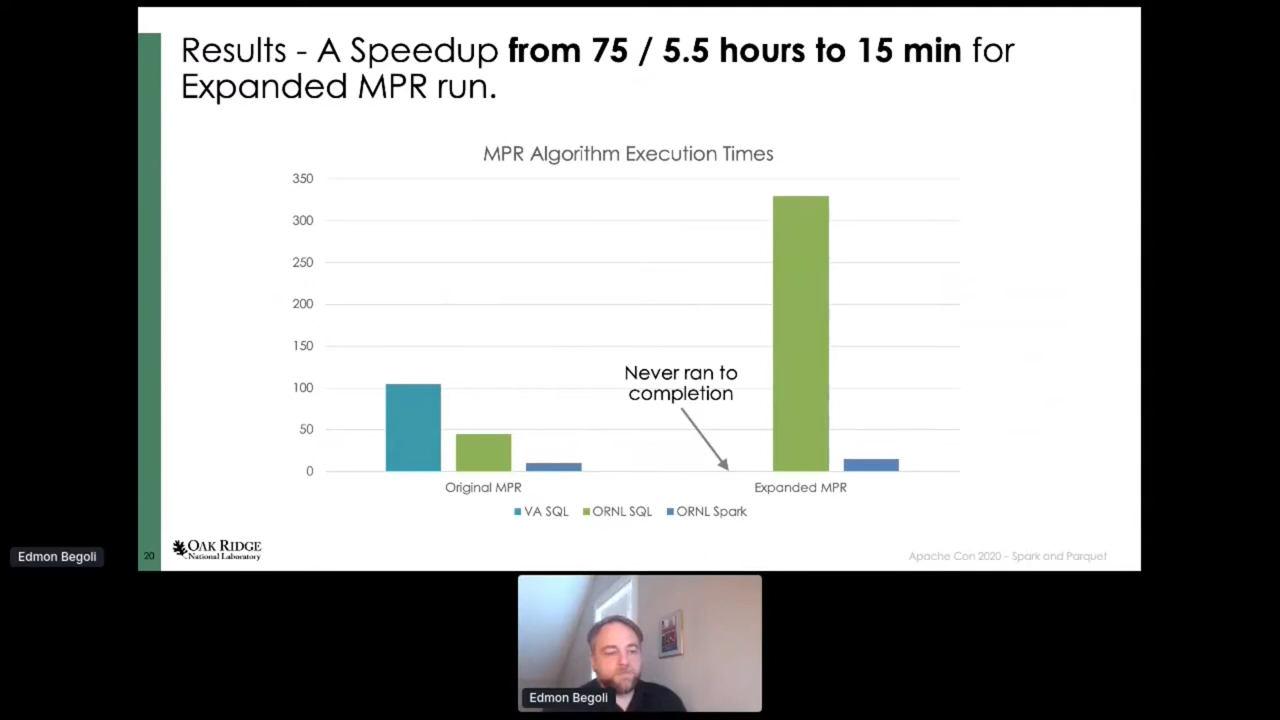 Results - A Speedup from 75 / 5.5 hours to 15 min for
Expanded MPR run.
MPR Algorithm Execution Times
350
300
250
200
150
100
50
0
Never ran to
completion
Original MPR
Expanded MPR
VA SQL
ORNL SQL
ORNL Spark
20
OAK RIDGE
National Laboratory
Apache Con 2020 – Spark and Parquet
Edmon Begoli
Edmon Begoli